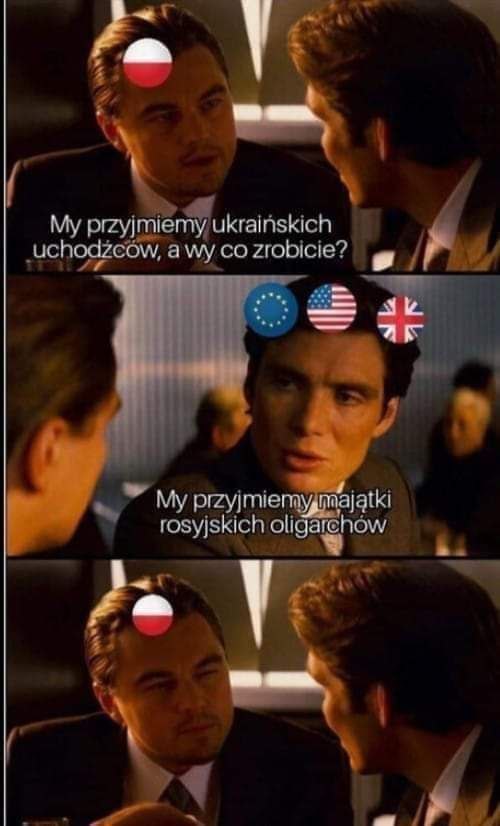 My przyjmiemy ukraińskich
uchodźców, a wy co zrobicie?
My przyjmiemy majątki
rosyjskich oligarchów